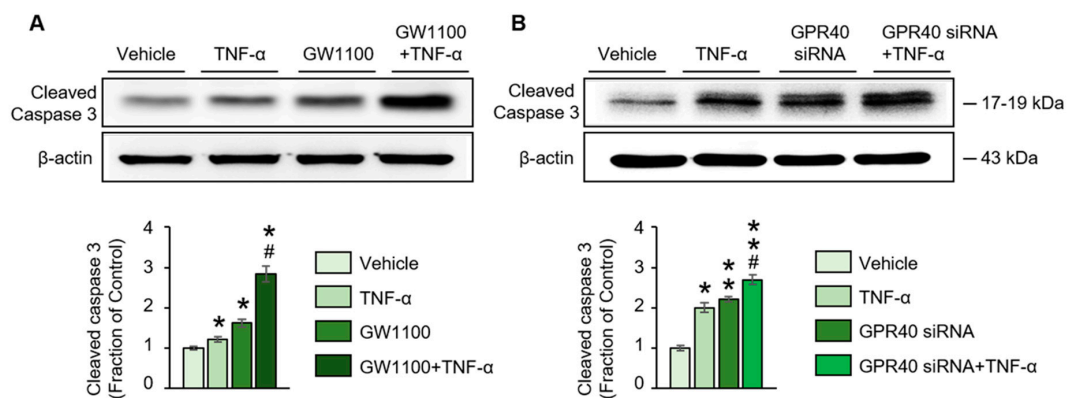 A
Vehicle
TNF-α
GW1100
GW1100
+TNF-α
Cleaved
Caspase 3
β-actin
B
Vehicle
TNF-α
GPR40
siRNA
GPR40 siRNA
+TNF-α
Cleaved
Caspase 3
17-19 kDa
β-actin
43 kDa
Cleaved caspase 3
(Fraction of Control)
4
3
2
1
0
*
*
*
#
Vehicle
TNF-α
GW1100
GW1100+TNF-α
Cleaved caspase 3
(Fraction of Control)
4
3
2
1
0
*
*
*
*
*
#
Vehicle
TNF-α
GPR40 siRNA
GPR40 siRNA+TNF-α